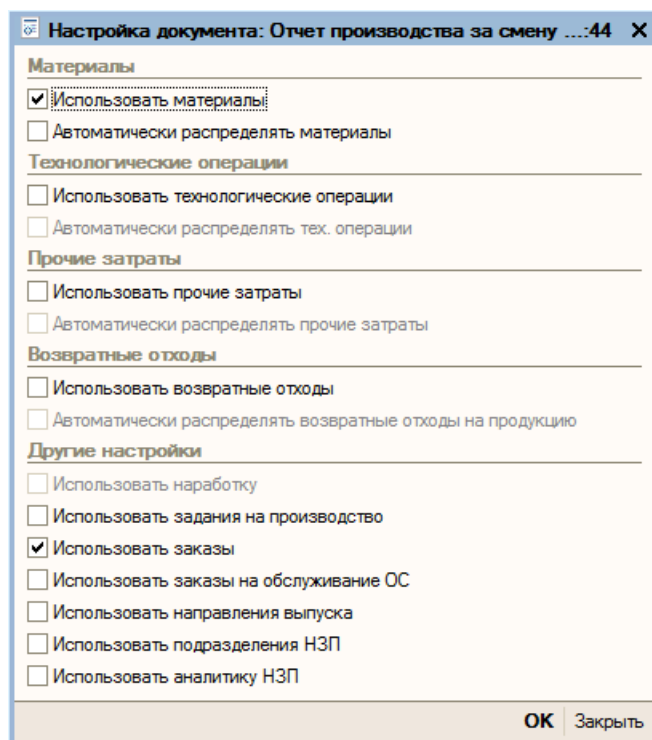 Настройка документа: Отчет производства за смену ...:44
Материалы
Использовать материалы
Автоматически распределять материалы
Технологические операции
Использовать технологические операции
Автоматически распределять тех. операции
Прочие затраты
Использовать прочие затраты
Автоматически распределять прочие затраты
Возвратные отходы
Использовать возвратные отходы
Автоматически распределять возвратные отходы на продукцию
Другие настройки
Использовать наработку
Использовать задания на производство
Использовать заказы
Использовать заказы на обслуживание ОС
Использовать направления выпуска
Использовать подразделения НЗП
Использовать аналитику НЗП
OK Закрыть